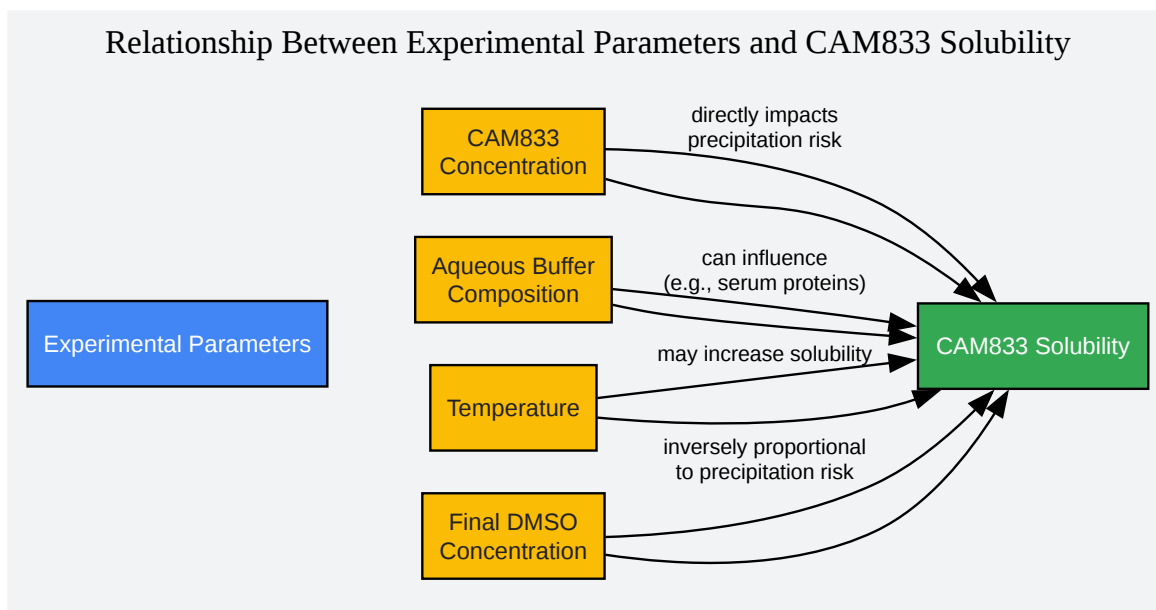 Relationship Between Experimental Parameters and CAM833 Solubility
directly impacts
precipitation risk
CAM833
Concentration
can influence
(e.g., serum proteins)
Aqueous Buffer
Composition
Experimental Parameters
CAM833 Solubility
may increase solubility
Temperature
inversely proportional
to precipitation risk
Final DMSO
Concentration